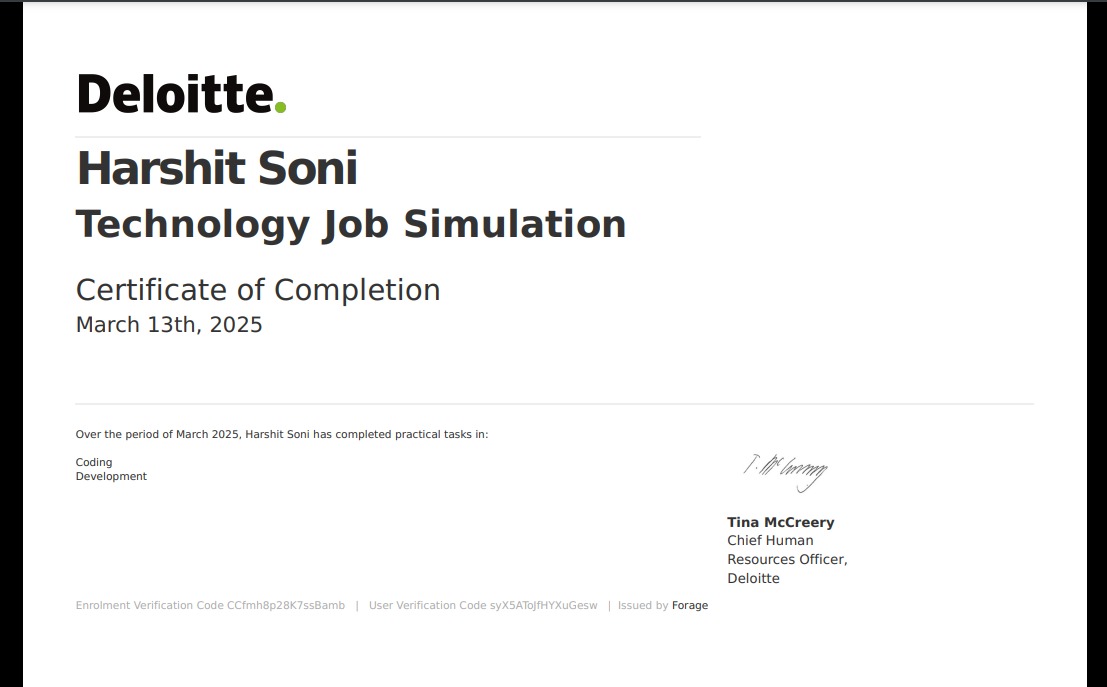 Deloitte.
Harshit Soni
Technology Job Simulation
Certificate of Completion
March 13th, 2025
Over the period of March 2025, Harshit Soni has completed practical tasks in:
Coding
Development
T. McCreery
Tina McCreery
Chief Human
Resources Officer,
Deloitte
Enrolment Verification Code CCfmh8p28K7ssBamb | User Verification Code syX5AToJfHYXuGesw | Issued by Forage